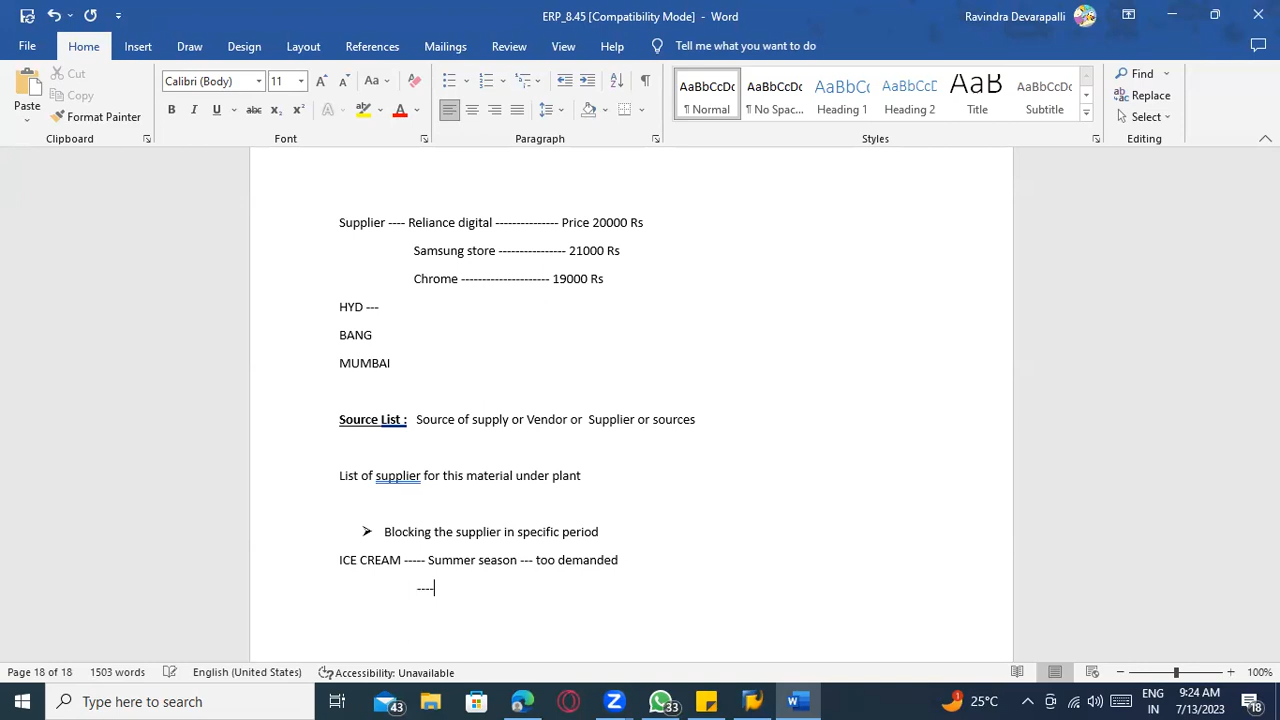 ERP_8.45 [Compatibility Mode] - Word
Ravindra Devarapalli
File Home Insert Draw Design Layout References Mailings Review View Help Tell me what you want to do
Paste
Cut
Copy
Format Painter
Clipboard
Calibri (Body) 11
Font
Paragraph
AaBbCcDc ¶ Normal
AaBbCcDc ¶ No Spac...
AaBbCc Heading 1
AaBbCcD Heading 2
AaB Title
AaBbCcD Subtitle
Styles
Find
Replace
Select
Editing
Supplier ---- Reliance digital --------------- Price 20000 Rs
Samsung store ---------------- 21000 Rs
Chrome --------------------- 19000 Rs
HYD ---
BANG
MUMBAI
Source List : Source of supply or Vendor or Supplier or sources
List of supplier for this material under plant
➢ Blocking the supplier in specific period
ICE CREAM ----- Summer season --- too demanded
----
Page 18 of 18 1503 words English (United States) Accessibility: Unavailable 100%
Type here to search
43
33
25°C
ENG
IN
9:24 AM
7/13/2023
18